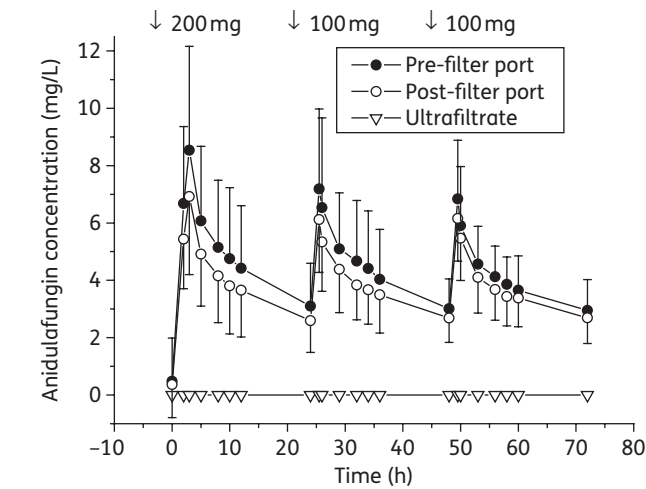 ↓ 200 mg ↓ 100 mg ↓ 100 mg
Pre-filter port
Post-filter port
Ultrafiltrate
Anidulafungin concentration (mg/L)
12
10
8
6
4
2
0
−10 0 10 20 30 40 50 60 70 80
Time (h)